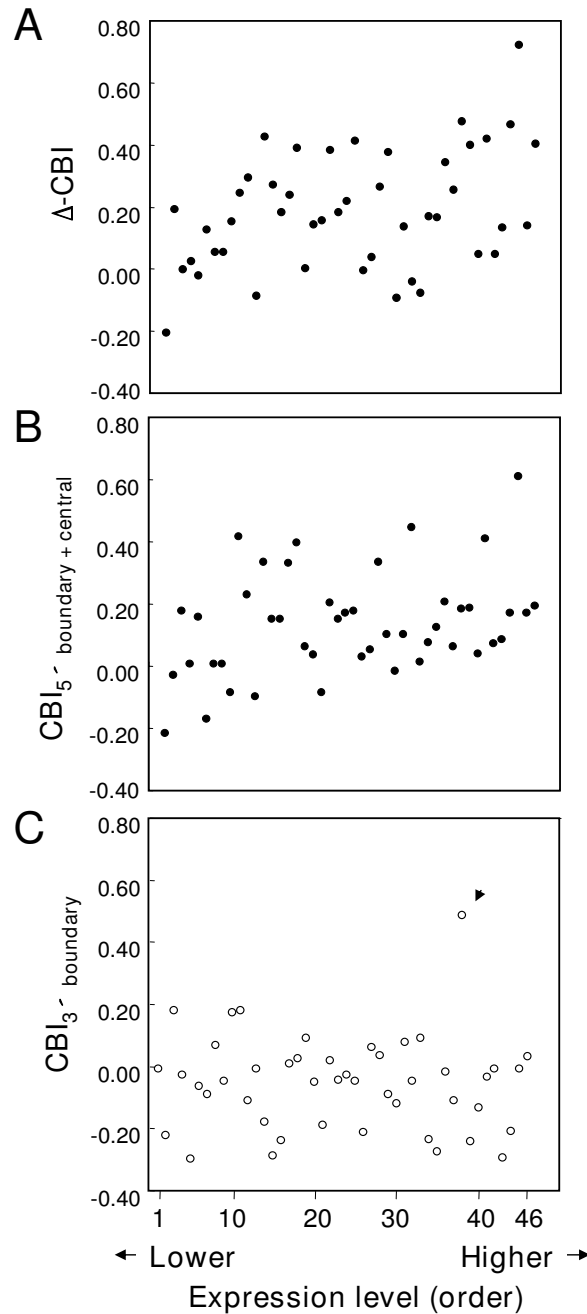 A
0.80
0.60
0.40
0.20
0.00
-0.20
-0.40
Δ-CBI
B
0.80
0.60
0.40
0.20
0.00
-0.20
-0.40
CBI5´ boundary + central
C
0.80
0.60
0.40
0.20
0.00
-0.20
-0.40
CBI3´ boundary
1 10 20 30 40 46
← Lower Higher →
Expression level (order)